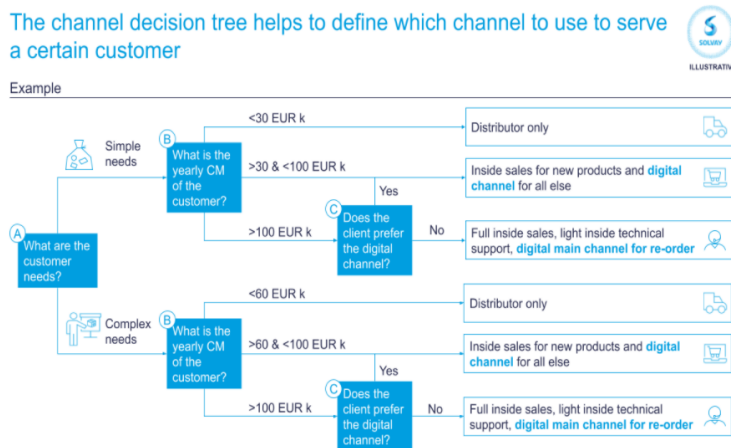 The channel decision tree helps to define which channel to use to serve
a certain customer
SOLVAY
ILLUSTRATIV
Example
A
What are the
customer
needs?
Simple
needs
B
What is the
yearly CM
of the
customer?
<30 EUR k
Distributor only
>30 & <100 EUR k
Inside sales for new products and digital
channel for all else
Yes
>100 EUR k
C
Does the
client prefer
the digital
channel?
No
Full inside sales, light inside technical
support, digital main channel for re-order
Complex
needs
B
What is the
yearly CM
of the
customer?
<60 EUR k
Distributor only
>60 & <100 EUR k
Inside sales for new products and digital
channel for all else
Yes
>100 EUR k
C
Does the
client prefer
the digital
channel?
No
Full inside sales, light inside technical
support, digital main channel for re-order